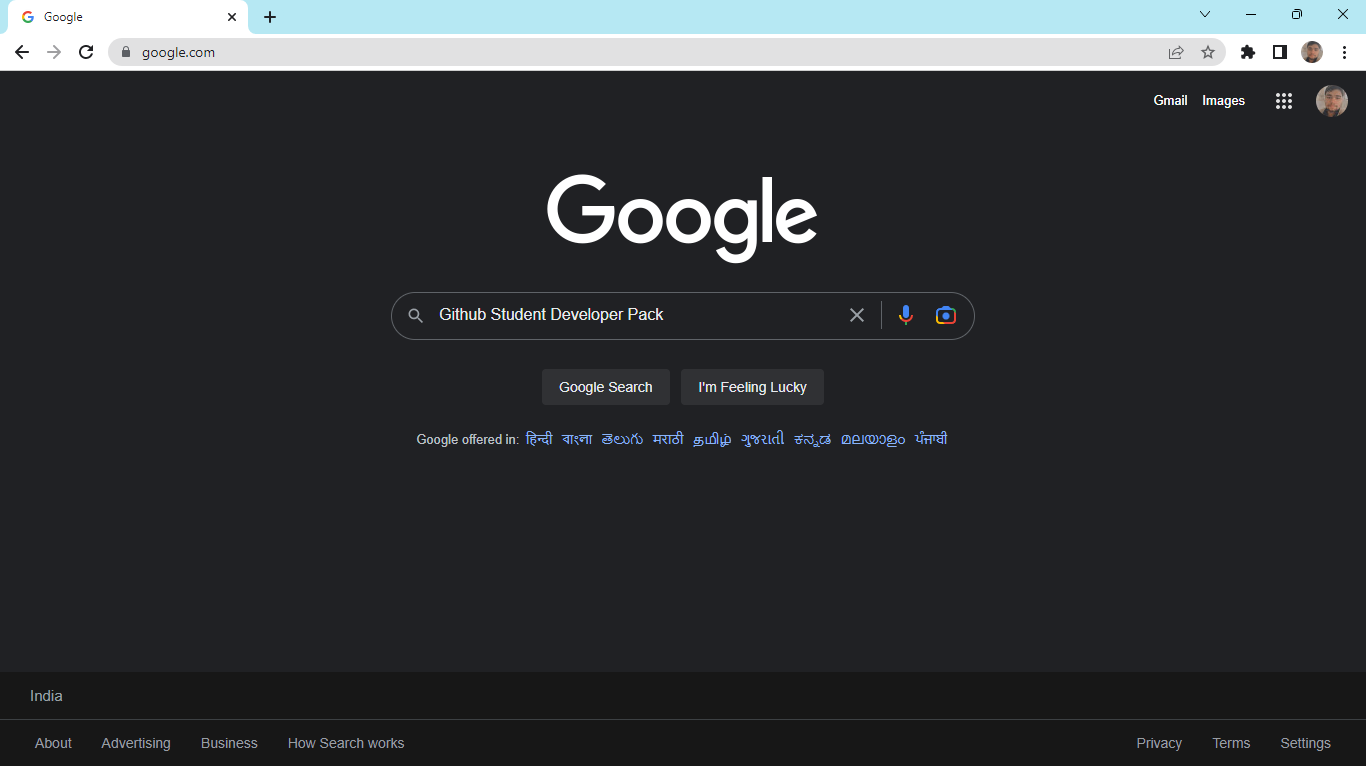 Google
google.com
Gmail Images
Google
Github Student Developer Pack
Google Search I'm Feeling Lucky
Google offered in: हिन्दी বাংলা తెలుగు मराठी தமிழ் ગુજરાતી ಕನ್ನಡ മലയാളം ਪੰਜਾਬੀ
India
About Advertising Business How Search works Privacy Terms Settings